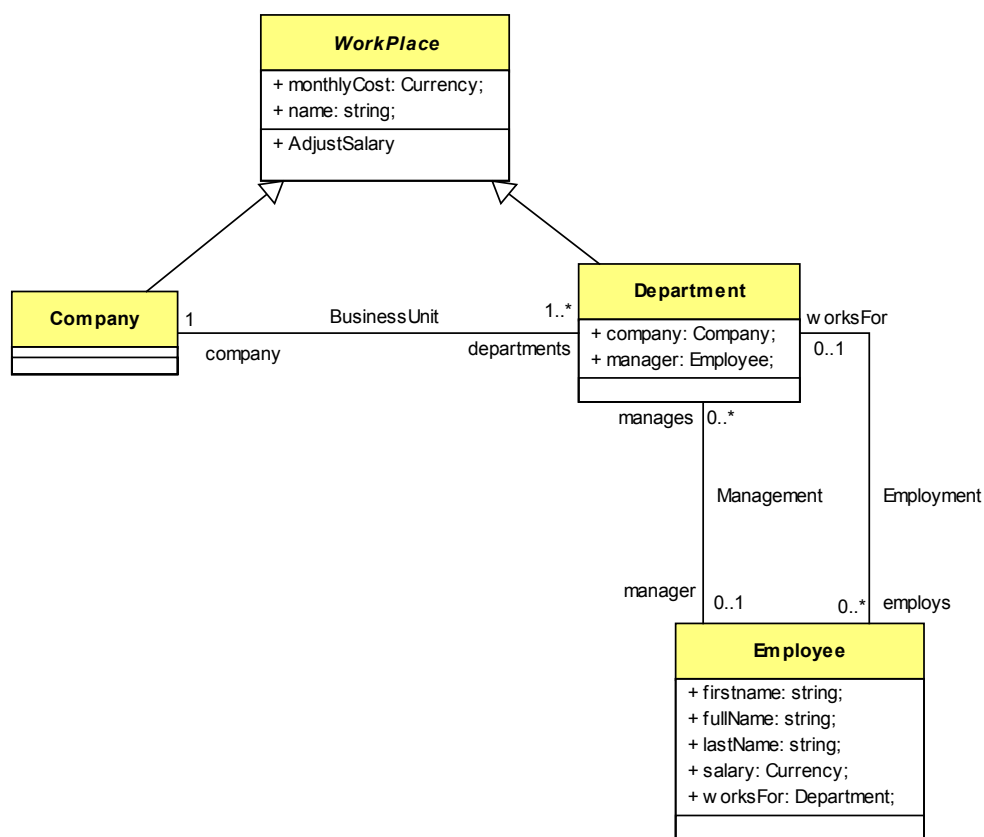 WorkPlace
+ monthlyCost: Currency;
+ name: string;
+ AdjustSalary
Company
1
BusinessUnit
1..*
company
departments
Department
+ company: Company;
+ manager: Employee;
worksFor
0..1
manages
0..*
Management
Employment
manager
0..1
0..*
employs
Employee
+ firstname: string;
+ fullName: string;
+ lastName: string;
+ salary: Currency;
+ worksFor: Department;